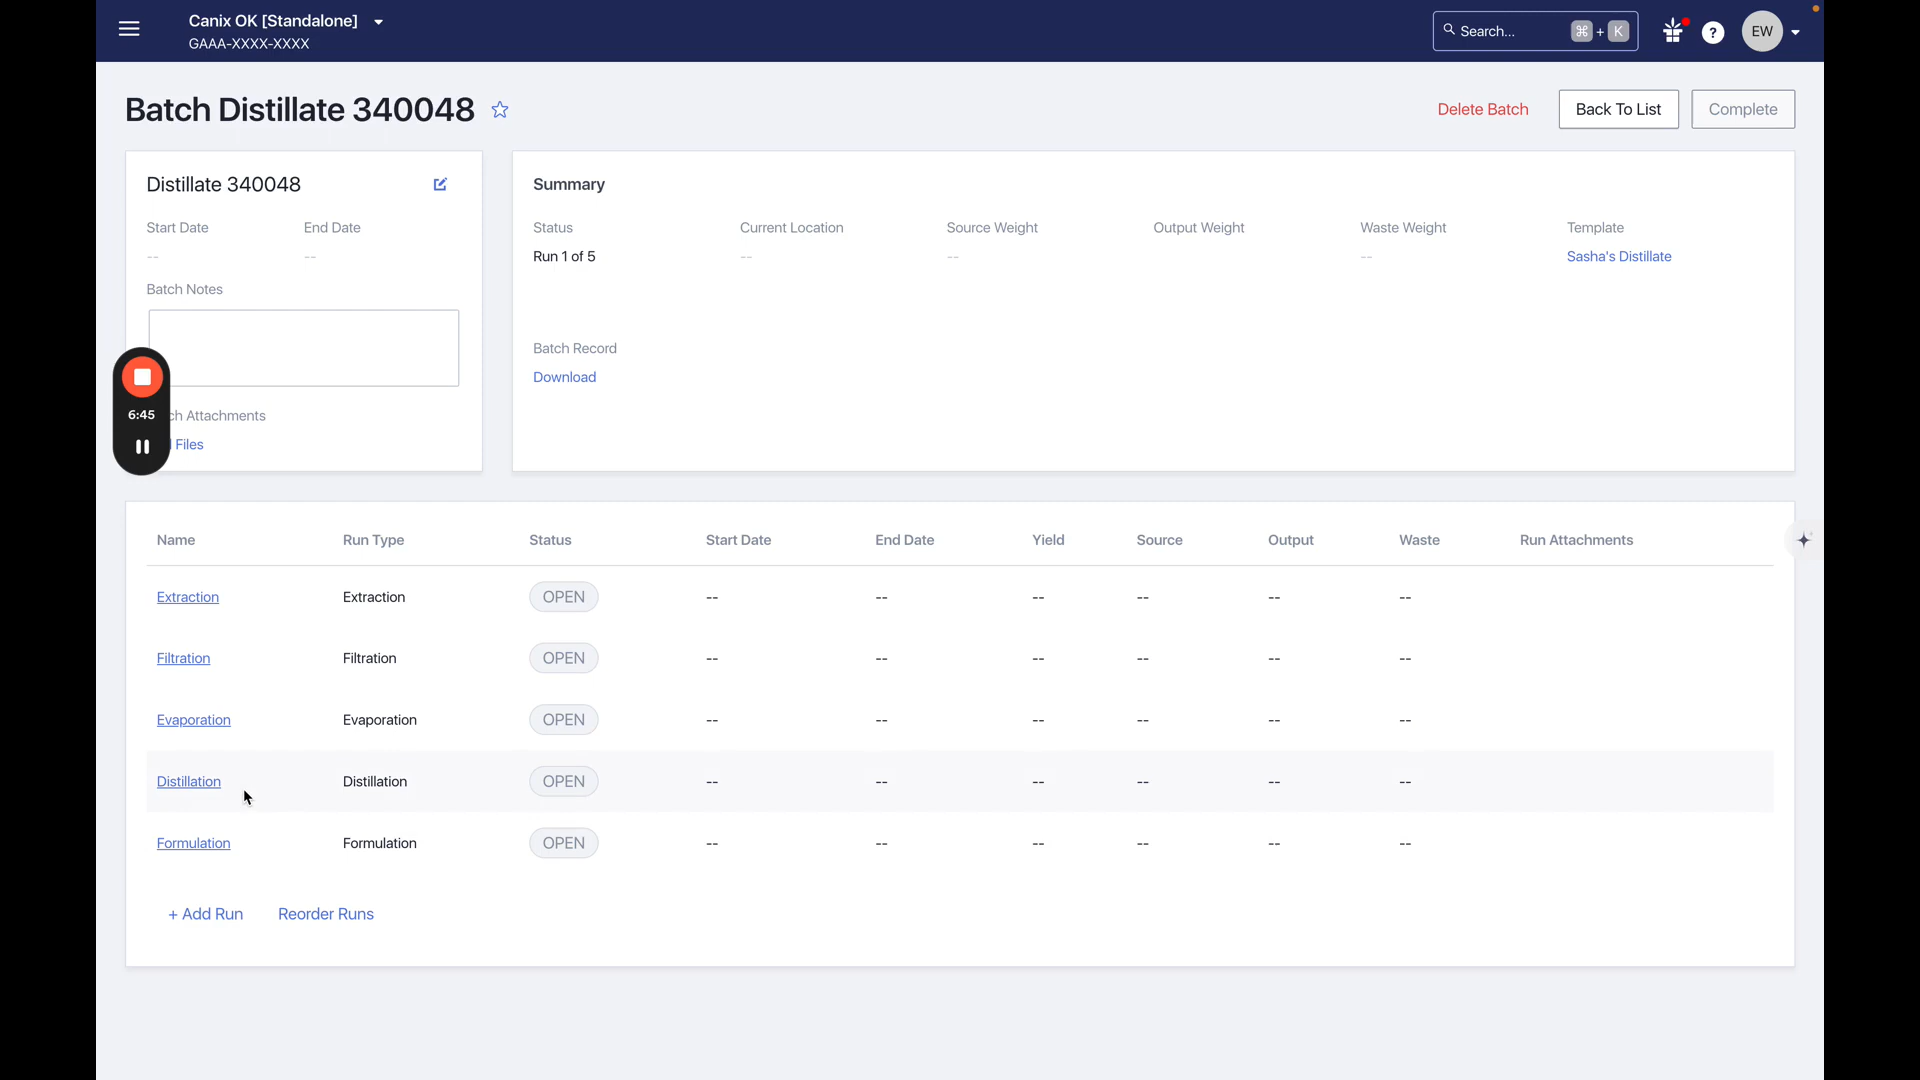 Canix OK [Standalone]
GAAA-XXXX-XXXX
Search... ⌘ + K
?
EW
Batch Distillate 340048
Delete Batch
Back To List
Complete
Distillate 340048
Start Date
End Date
--
--
Batch Notes
6:45
ch Attachments
Files
Summary
Status
Current Location
Source Weight
Output Weight
Waste Weight
Template
Run 1 of 5
--
--
--
Sasha's Distillate
Batch Record
Download
Name Run Type Status Start Date End Date Yield Source Output Waste Run Attachments
Extraction Extraction OPEN -- -- -- -- -- --
Filtration Filtration OPEN -- -- -- -- -- --
Evaporation Evaporation OPEN -- -- -- -- -- --
Distillation Distillation OPEN -- -- -- -- -- --
Formulation Formulation OPEN -- -- -- -- -- --
+ Add Run
Reorder Runs